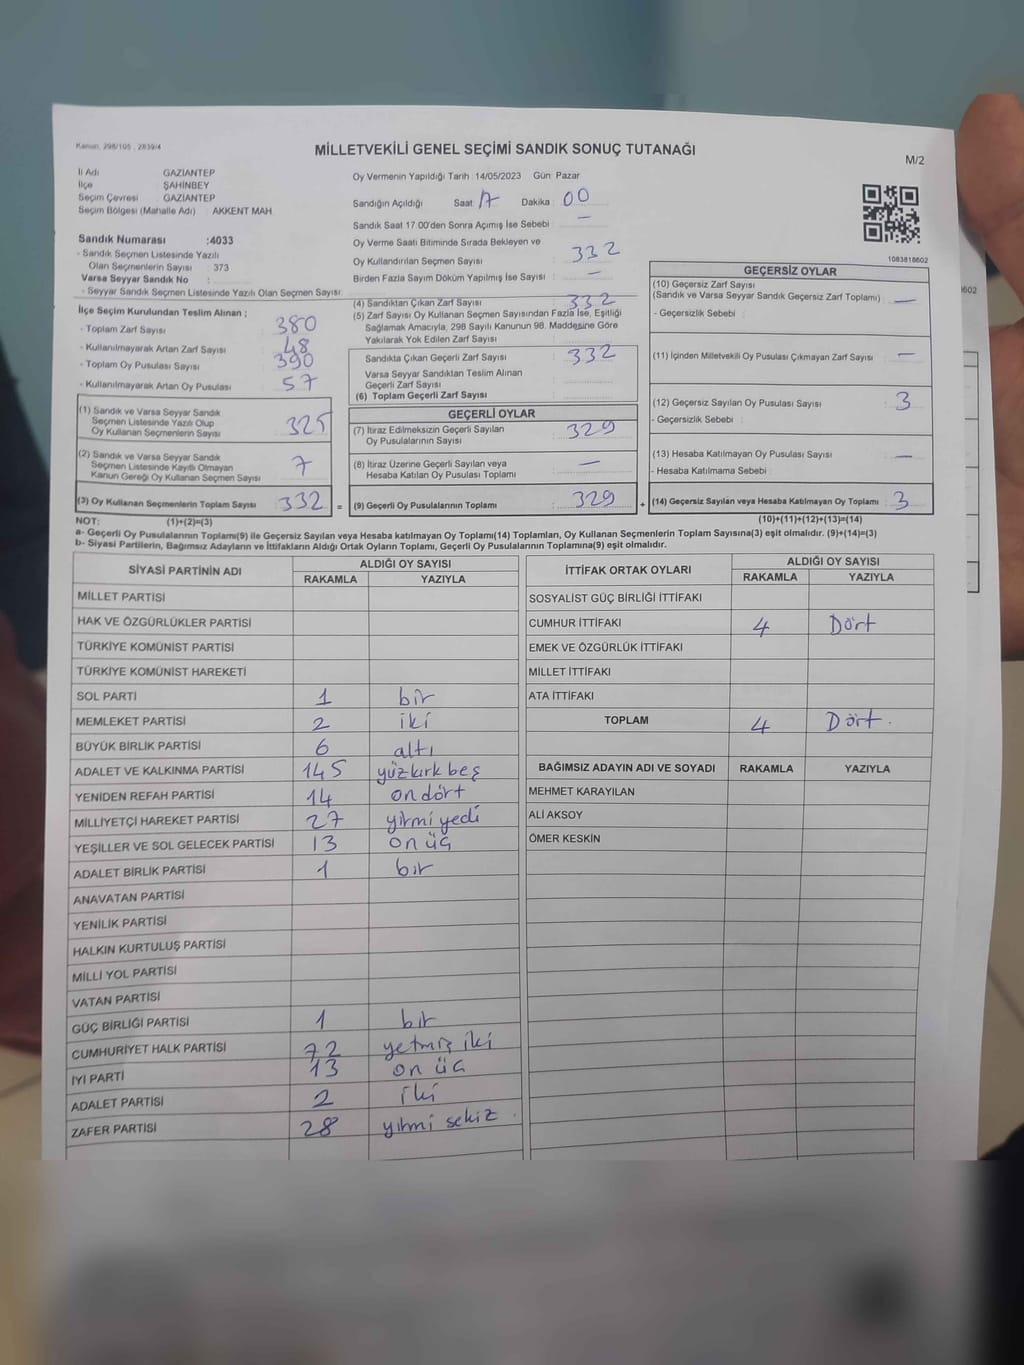 Kanun, 298/105 , 2839/4
MİLLETVEKİLİ GENEL SEÇİMİ SANDIK SONUÇ TUTANAĞI
M/2
İl Adı GAZİANTEP
İlçe ŞAHİNBEY
Seçim Çevresi GAZİANTEP
Seçim Bölgesi (Mahalle Adı) : AKKENT MAH.
Sandık Numarası :4033
- Sandık Seçmen Listesinde Yazılı
Olan Seçmenlerin Sayısı : 373
Varsa Seyyar Sandık No :
- Seyyar Sandık Seçmen Listesinde Yazılı Olan Seçmen Sayısı:
Oy Vermenin Yapıldığı Tarih : 14/05/2023 Gün: Pazar
Sandığın Açıldığı Saat: 17 Dakika: 00
Sandık Saat 17.00'den Sonra Açımış İse Sebebi : —
Oy Verme Saati Bitiminde Sırada Bekleyen ve
Oy Kullandırılan Seçmen Sayısı : 332
Birden Fazla Sayım Döküm Yapılmış İse Sayısı : —
1083818602
602
İlçe Seçim Kurulundan Teslim Alınan ;
- Toplam Zarf Sayısı : 380
- Kullanılmayarak Artan Zarf Sayısı : 48
- Toplam Oy Pusulası Sayısı : 390
- Kullanılmayarak Artan Oy Pusulası : 57
(1) Sandık ve Varsa Seyyar Sandık
Seçmen Listesinde Yazılı Olup
Oy Kullanan Seçmenlerin Sayısı : 325
(2) Sandık ve Varsa Seyyar Sandık
Seçmen Listesinde Kayıtlı Olmayan
Kanun Gereği Oy Kullanan Seçmen Sayısı : 7
(3) Oy Kullanan Seçmenlerin Toplam Sayısı : 332 =
(4) Sandıktan Çıkan Zarf Sayısı : 332
(5) Zarf Sayısı Oy Kullanan Seçmen Sayısından Fazla İse, Eşitliği
Sağlamak Amacıyla, 298 Sayılı Kanunun 98. Maddesine Göre
Yakılarak Yok Edilen Zarf Sayısı :
Sandıkta Çıkan Geçerli Zarf Sayısı : 332
Varsa Seyyar Sandıktan Teslim Alınan
Geçerli Zarf Sayısı :
(6) Toplam Geçerli Zarf Sayısı :
GEÇERLİ OYLAR
(7) İtiraz Edilmeksizin Geçerli Sayılan
Oy Pusulalarının Sayısı : 329
(8) İtiraz Üzerine Geçerli Sayılan veya
Hesaba Katılan Oy Pusulası Toplamı : —
(9) Geçerli Oy Pusulalarının Toplamı : 329 +
GEÇERSİZ OYLAR
(10) Geçersiz Zarf Sayısı
(Sandık ve Varsa Seyyar Sandık Geçersiz Zarf Toplamı) : —
- Geçersizlik Sebebi :
(11) İçinden Milletvekili Oy Pusulası Çıkmayan Zarf Sayısı : —
(12) Geçersiz Sayılan Oy Pusulası Sayısı : 3
- Geçersizlik Sebebi :
(13) Hesaba Katılmayan Oy Pusulası Sayısı : —
- Hesaba Katılmama Sebebi :
(14) Geçersiz Sayılan veya Hesaba Katılmayan Oy Toplamı : 3
NOT: (1)+(2)=(3)
(10)+(11)+(12)+(13)=(14)
a- Geçerli Oy Pusulalarının Toplamı(9) ile Geçersiz Sayılan veya Hesaba katılmayan Oy Toplamı(14) Toplamları, Oy Kullanan Seçmenlerin Toplam Sayısına(3) eşit olmalıdır. (9)+(14)=(3)
b- Siyasi Partilerin, Bağımsız Adayların ve İttifakların Aldığı Ortak Oyların Toplamı, Geçerli Oy Pusulalarının Toplamına(9) eşit olmalıdır.
SİYASİ PARTİNİN ADI ALDIĞI OY SAYISI
RAKAMLA YAZIYLA
MİLLET PARTİSİ
HAK VE ÖZGÜRLÜKLER PARTİSİ
TÜRKİYE KOMÜNİST PARTİSİ
TÜRKİYE KOMÜNİST HAREKETİ
SOL PARTİ 1 bir
MEMLEKET PARTİSİ 2 iki
BÜYÜK BİRLİK PARTİSİ 6 altı
ADALET VE KALKINMA PARTİSİ 145 yüzkırk beş
YENİDEN REFAH PARTİSİ 14 on dört
MİLLİYETÇİ HAREKET PARTİSİ 27 yirmi yedi
YEŞİLLER VE SOL GELECEK PARTİSİ 13 on üç
ADALET BİRLİK PARTİSİ 1 bir
ANAVATAN PARTİSİ
YENİLİK PARTİSİ
HALKIN KURTULUŞ PARTİSİ
MİLLİ YOL PARTİSİ
VATAN PARTİSİ
GÜÇ BİRLİĞİ PARTİSİ 1 bir
CUMHURİYET HALK PARTİSİ 72 yetmiş iki
İYİ PARTİ 13 on üç
ADALET PARTİSİ 2 iki
ZAFER PARTİSİ 28 yirmi sekiz
İTTİFAK ORTAK OYLARI ALDIĞI OY SAYISI
RAKAMLA YAZIYLA
SOSYALİST GÜÇ BİRLİĞİ İTTİFAKI
CUMHUR İTTİFAKI 4 Dört
EMEK VE ÖZGÜRLÜK İTTİFAKI
MİLLET İTTİFAKI
ATA İTTİFAKI
TOPLAM 4 Dört.
BAĞIMSIZ ADAYIN ADI VE SOYADI RAKAMLA YAZIYLA
MEHMET KARAYILAN
ALİ AKSOY
ÖMER KESKİN